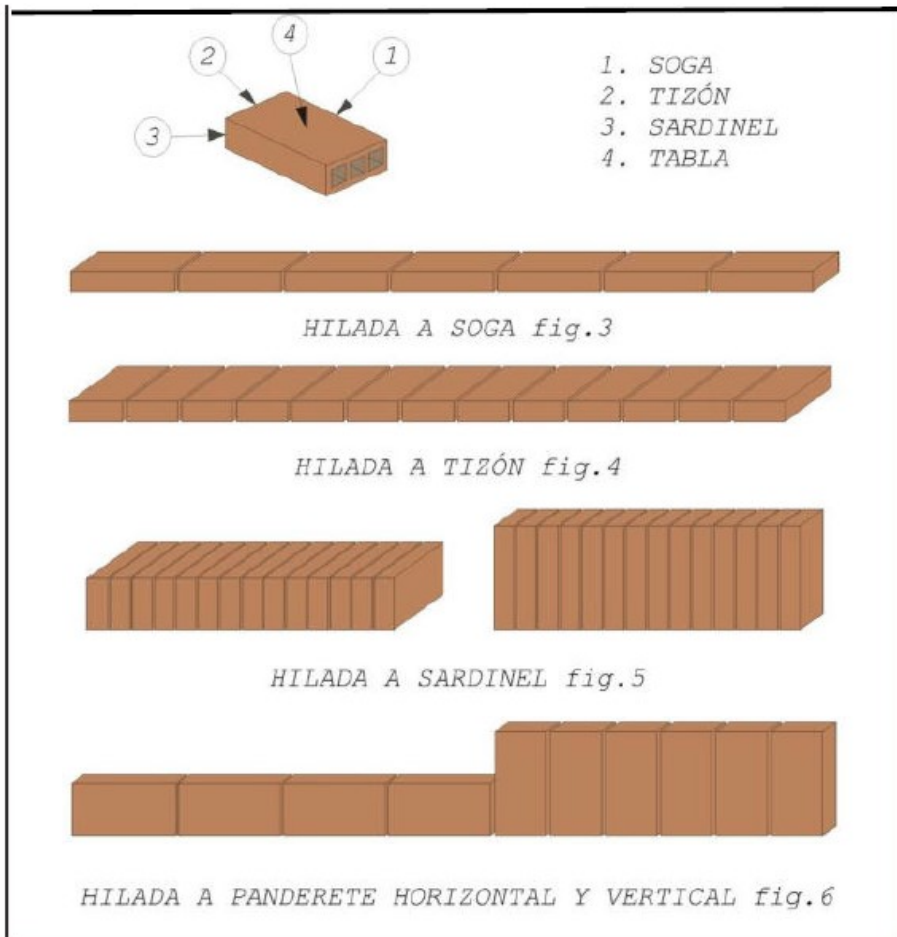 4
2
1
3
1. SOGA
2. TIZÓN
3. SARDINEL
4. TABLA
HILADA A SOGA fig.3
HILADA A TIZÓN fig.4
HILADA A SARDINEL fig.5
HILADA A PANDERETE HORIZONTAL Y VERTICAL fig.6